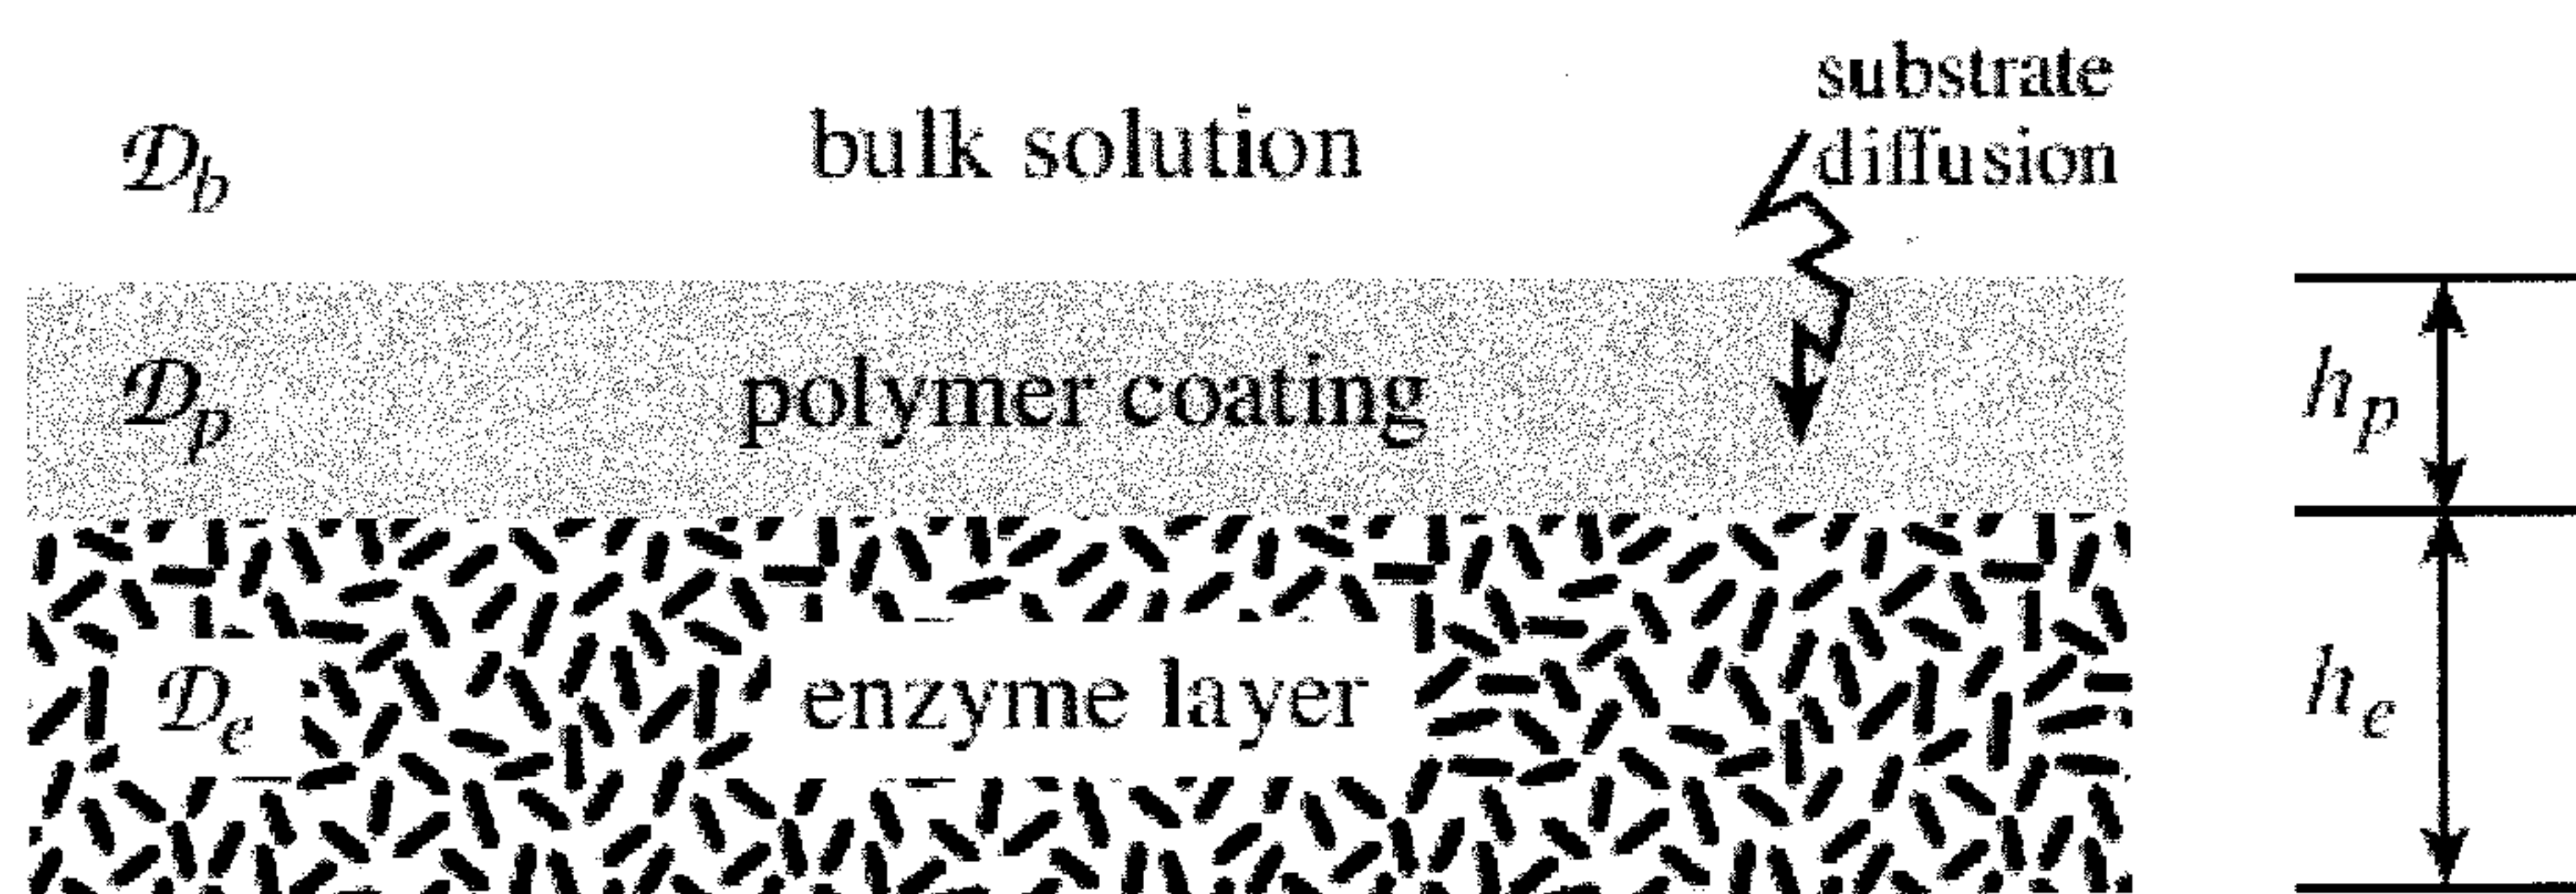 substrate
𝒟b bulk solution diffusion
𝒟p polymer coating hp
𝒟e enzyme layer he